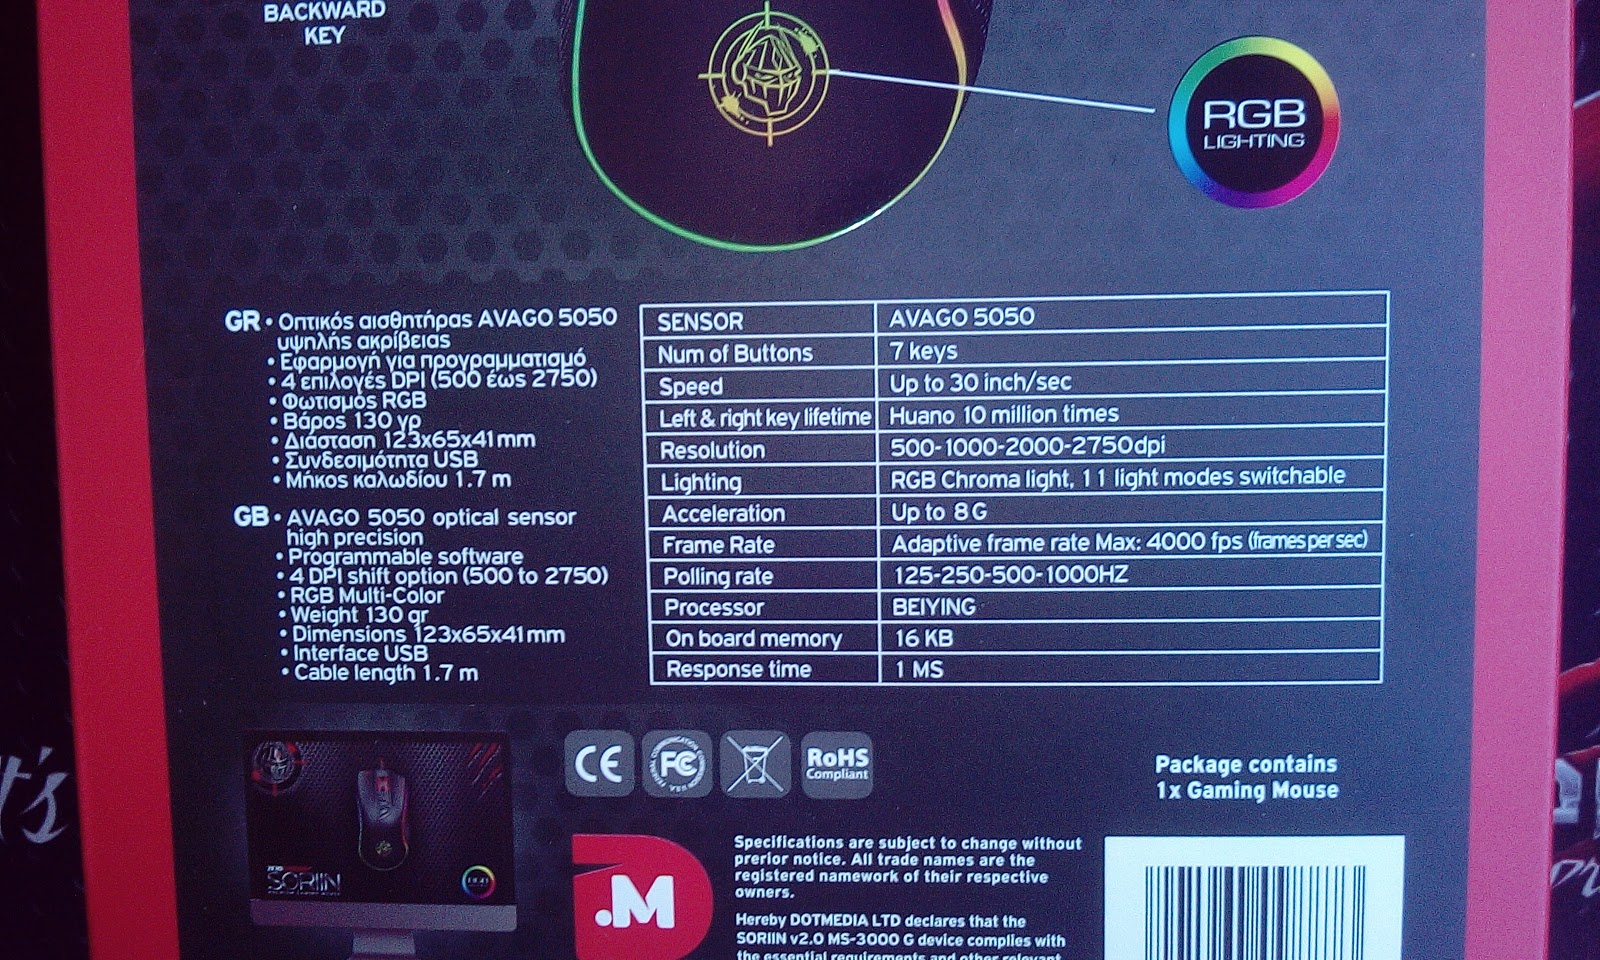 BACKWARD
KEY
RGB
LIGHTING
GR • Οπτικός αισθητήρας AVAGO 5050
υψηλής ακρίβειας
• Εφαρμογή για προγραμματισμό
• 4 επιλογές DPI (500 έως 2750)
• Φωτισμός RGB
• Βάρος 130 γρ
• Διάσταση 123x65x41mm
• Συνδεσιμότητα USB
• Μήκος καλωδίου 1.7 m
GB • AVAGO 5050 optical sensor
high precision
• Programmable software
• 4 DPI shift option (500 to 2750)
• RGB Multi-Color
• Weight 130 gr
• Dimensions 123x65x41mm
• Interface USB
• Cable length 1.7 m
SENSOR AVAGO 5050
Num of Buttons 7 keys
Speed Up to 30 inch/sec
Left & right key lifetime Huano 10 million times
Resolution 500-1000-2000-2750dpi
Lighting RGB Chroma light, 11 light modes switchable
Acceleration Up to 8G
Frame Rate Adaptive frame rate Max: 4000 fps (frames per sec)
Polling rate 125-250-500-1000HZ
Processor BEIYING
On board memory 16 KB
Response time 1 MS
SORIIN
RGB
CE
FC
RoHS
Compliant
Package contains
1x Gaming Mouse
.M
Specifications are subject to change without
prerior notice. All trade names are the
registered namework of their respective
owners.
Hereby DOTMEDIA LTD declares that the
SORIIN v2.0 MS-3000 G device complies with
the essential requirements and other relevant